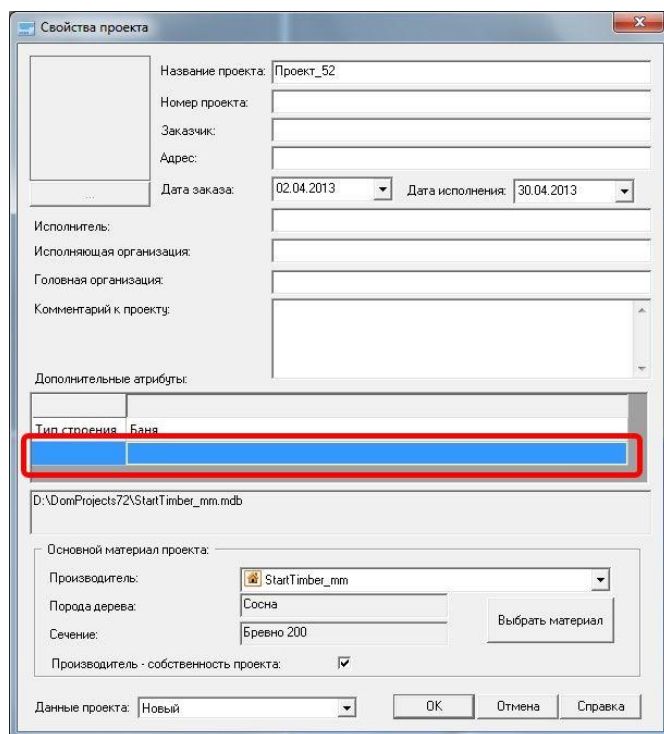 Свойства проекта
Название проекта: Проект_52
Номер проекта:
Заказчик:
Адрес:
... Дата заказа: 02.04.2013 Дата исполнения: 30.04.2013
Исполнитель:
Исполняющая организация:
Головная организация:
Комментарий к проекту:
Дополнительные атрибуты:
Тип строения Баня
D:\DomProjects72\StartTimber_mm.mdb
Основной материал проекта:
Производитель: StartTimber_mm
Порода дерева: Сосна
Сечение: Бревно 200
Выбрать материал
Производитель - собственность проекта:
Данные проекта: Новый OK Отмена Справка